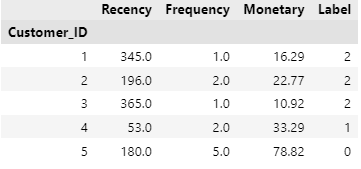 Recency Frequency Monetary Label
Customer_ID
1 345.0 1.0 16.29 2
2 196.0 2.0 22.77 2
3 365.0 1.0 10.92 2
4 53.0 2.0 33.29 1
5 180.0 5.0 78.82 0